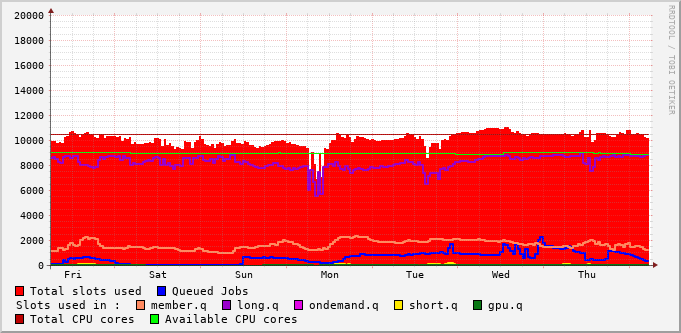 RRDTOOL / TOBI OETIKER
20000
18000
16000
14000
12000
10000
8000
6000
4000
2000
0
Fri Sat Sun Mon Tue Wed Thu
Total slots used Queued Jobs
Slots used in : member.q long.q ondemand.q short.q gpu.q
Total CPU cores Available CPU cores